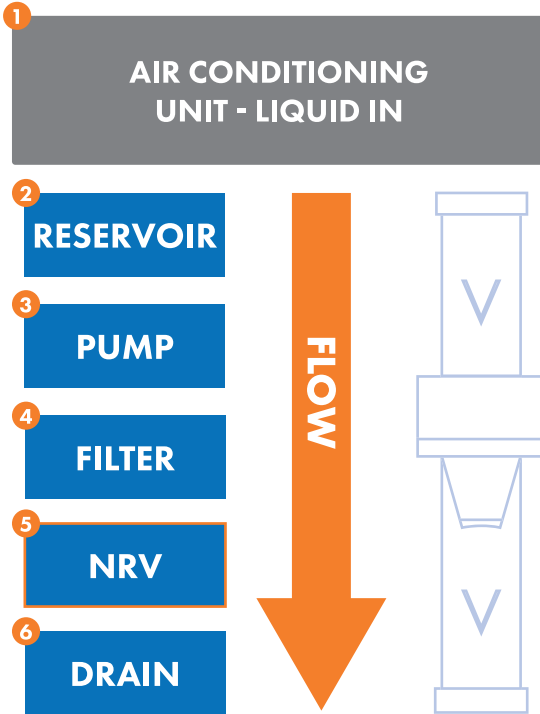 1
AIR CONDITIONING
UNIT - LIQUID IN
2
RESERVOIR
3
PUMP
4
FILTER
5
NRV
6
DRAIN
FLOW
V
V